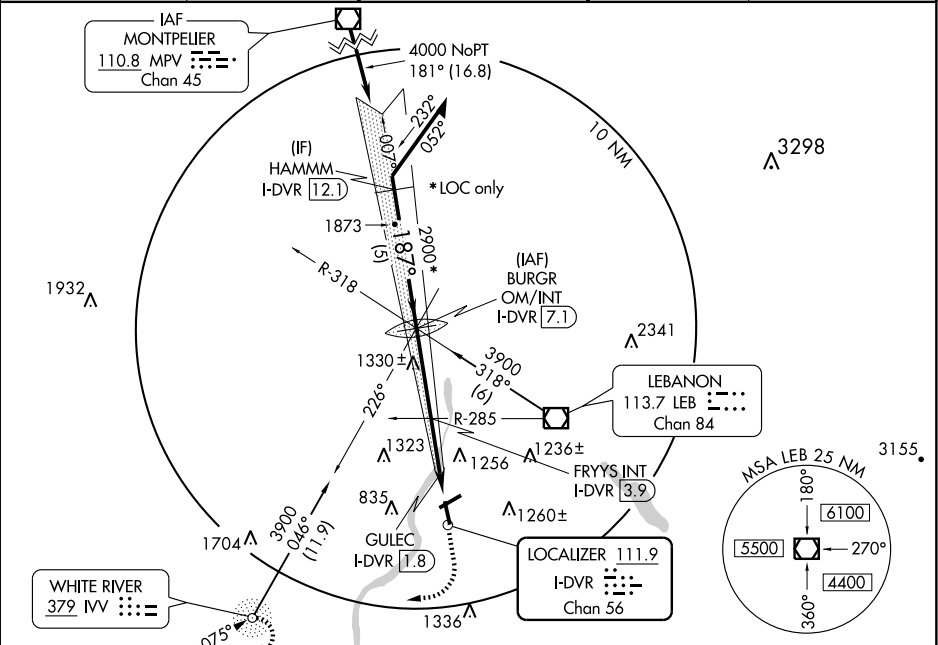 IAF
MONTPELIER
110.8 MPV
Chan 45
4000 NoPT
181° (16.8)
10 NM
3298
232°
052°
007°
(IF)
HAMMM
I-DVR 12.1
*LOC only
1873
187°
(5)
2900*
R-318
(IAF)
BURGR
OM/INT
I-DVR 7.1
1932
2341
1330±
3900
318°
(6)
LEBANON
113.7 LEB
Chan 84
226°
R-285
1323
1256
1236±
FRYYS INT
I-DVR 3.9
3155
MSA LEB 25 NM
180°
6100
5500
270°
4400
360°
835
1260±
GULEC
I-DVR 1.8
1704
3900
046°
(11.9)
LOCALIZER 111.9
I-DVR
Chan 56
WHITE RIVER
379 IVV
075°
1336